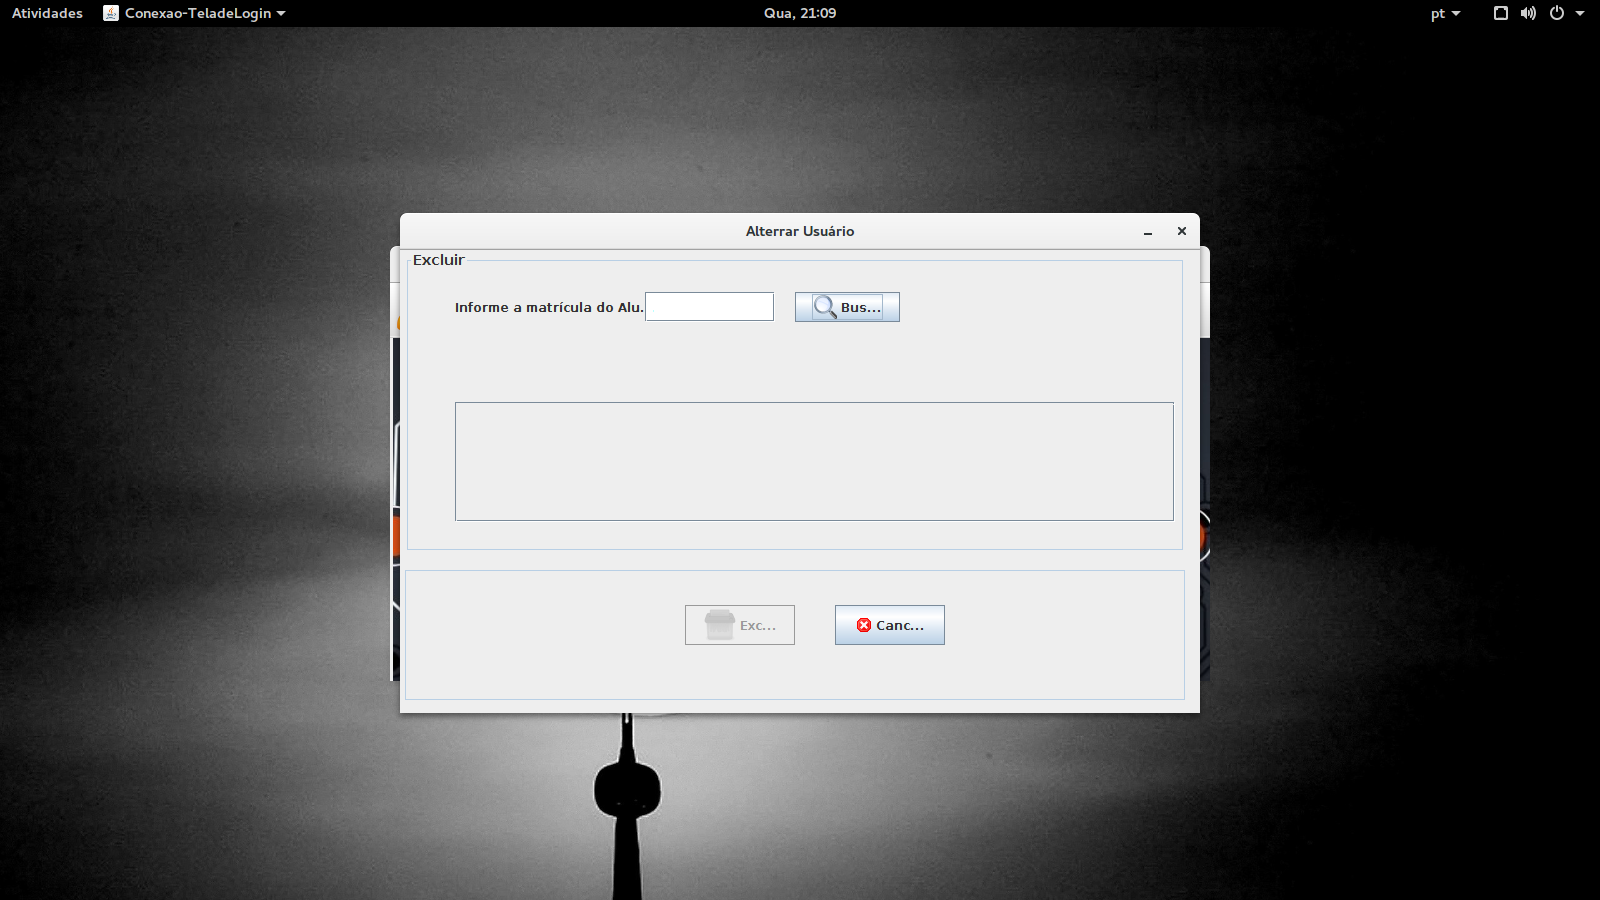 Atividades Conexao-TeladeLogin Qua, 21:09 pt
Alterrar Usuário
Excluir
Informe a matrícula do Alu. Bus...
Exc... Canc...